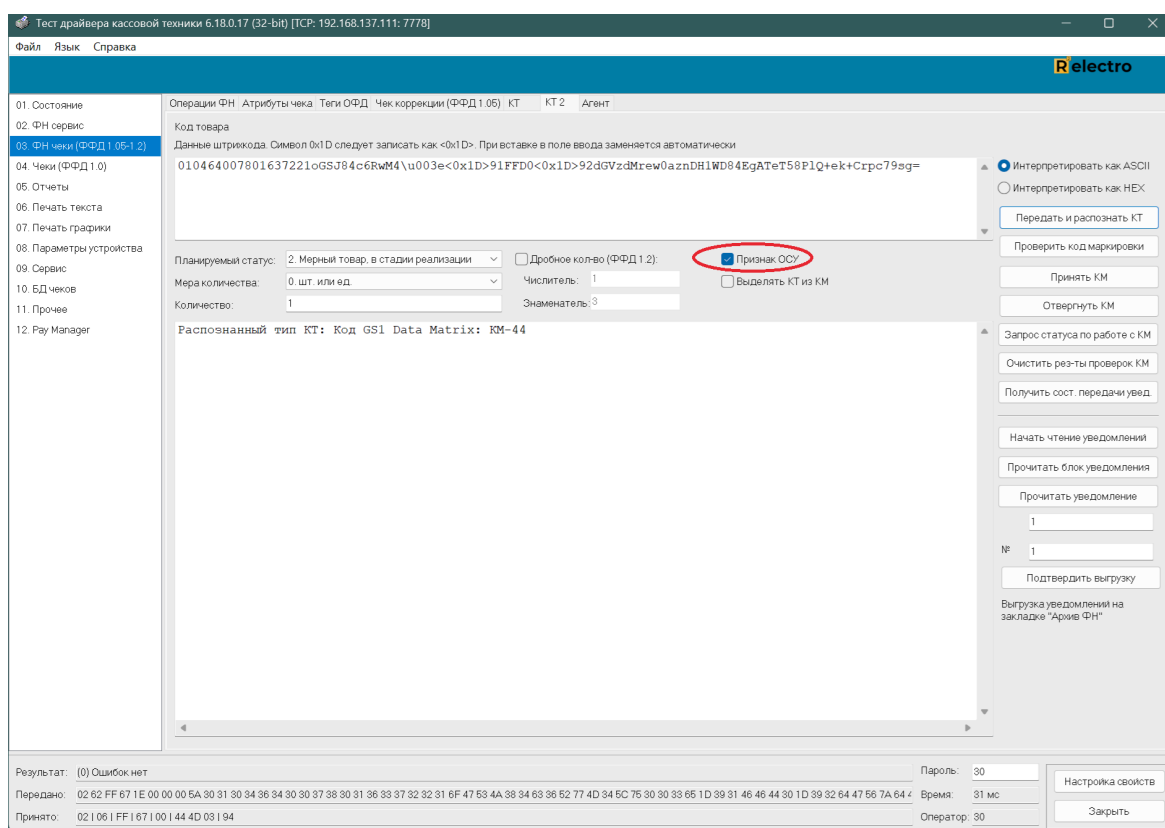 Тест драйвера кассовой техники 6.18.0.17 (32-bit) [TCP: 192.168.137.111: 7778]
Файл Язык Справка
R electro
01. Состояние
02. ФН сервис
03. ФН чеки (ФФД 1.05-1.2)
04. Чеки (ФФД 1.0)
05. Отчеты
06. Печать текста
07. Печать графики
08. Параметры устройства
09. Сервис
10. БД чеков
11. Прочее
12. Pay Manager
Операции ФН Атрибуты чека Теги ОФД Чек коррекции (ФФД 1.05) КТ КТ 2 Агент
Код товара
Данные штрихкода. Символ 0x1D следует записать как <0x1D>. При вставке в поле ввода заменяется автоматически
010464007801637221oGSJ84c6RwM4\u003e<0x1D>91FFD0<0x1D>92dGVzdMrew0aznDH1WD84EgATeT58PlQ+ek+Crpc79sg=
Планируемый статус: 2. Мерный товар, в стадии реализации Дробное кол-во (ФФД 1.2): Признак ОСУ
Мера количества: 0. шт. или ед. Числитель: 1 Выделять КТ из КМ
Количество: 1 Знаменатель: 3
Распознанный тип КТ: Код GS1 Data Matrix: КМ-44
Интерпретировать как ASCII
Интерпретировать как HEX
Передать и распознать КТ
Проверить код маркировки
Принять КМ
Отвергнуть КМ
Запрос статуса по работе с КМ
Очистить рез-ты проверок КМ
Получить сост. передачи увед.
Начать чтение уведомлений
Прочитать блок уведомления
Прочитать уведомление
1
№ 1
Подтвердить выгрузку
Выгрузка уведомлений на
закладке "Архив ФН"
Результат: (0) Ошибок нет Пароль: 30
Передано: 02 62 FF 67 1E 00 00 00 5A 30 31 30 34 36 34 30 30 37 38 30 31 36 33 37 32 32 31 6F 47 53 4A 38 34 63 36 52 77 4D 34 5C 75 30 30 33 65 1D 39 31 46 46 44 30 1D 39 32 64 47 56 7A 64 4 Время: 31 мс
Принято: 02 | 06 | FF | 67 | 00 | 44 4D 03 | 94 Оператор: 30
Настройка свойств
Закрыть